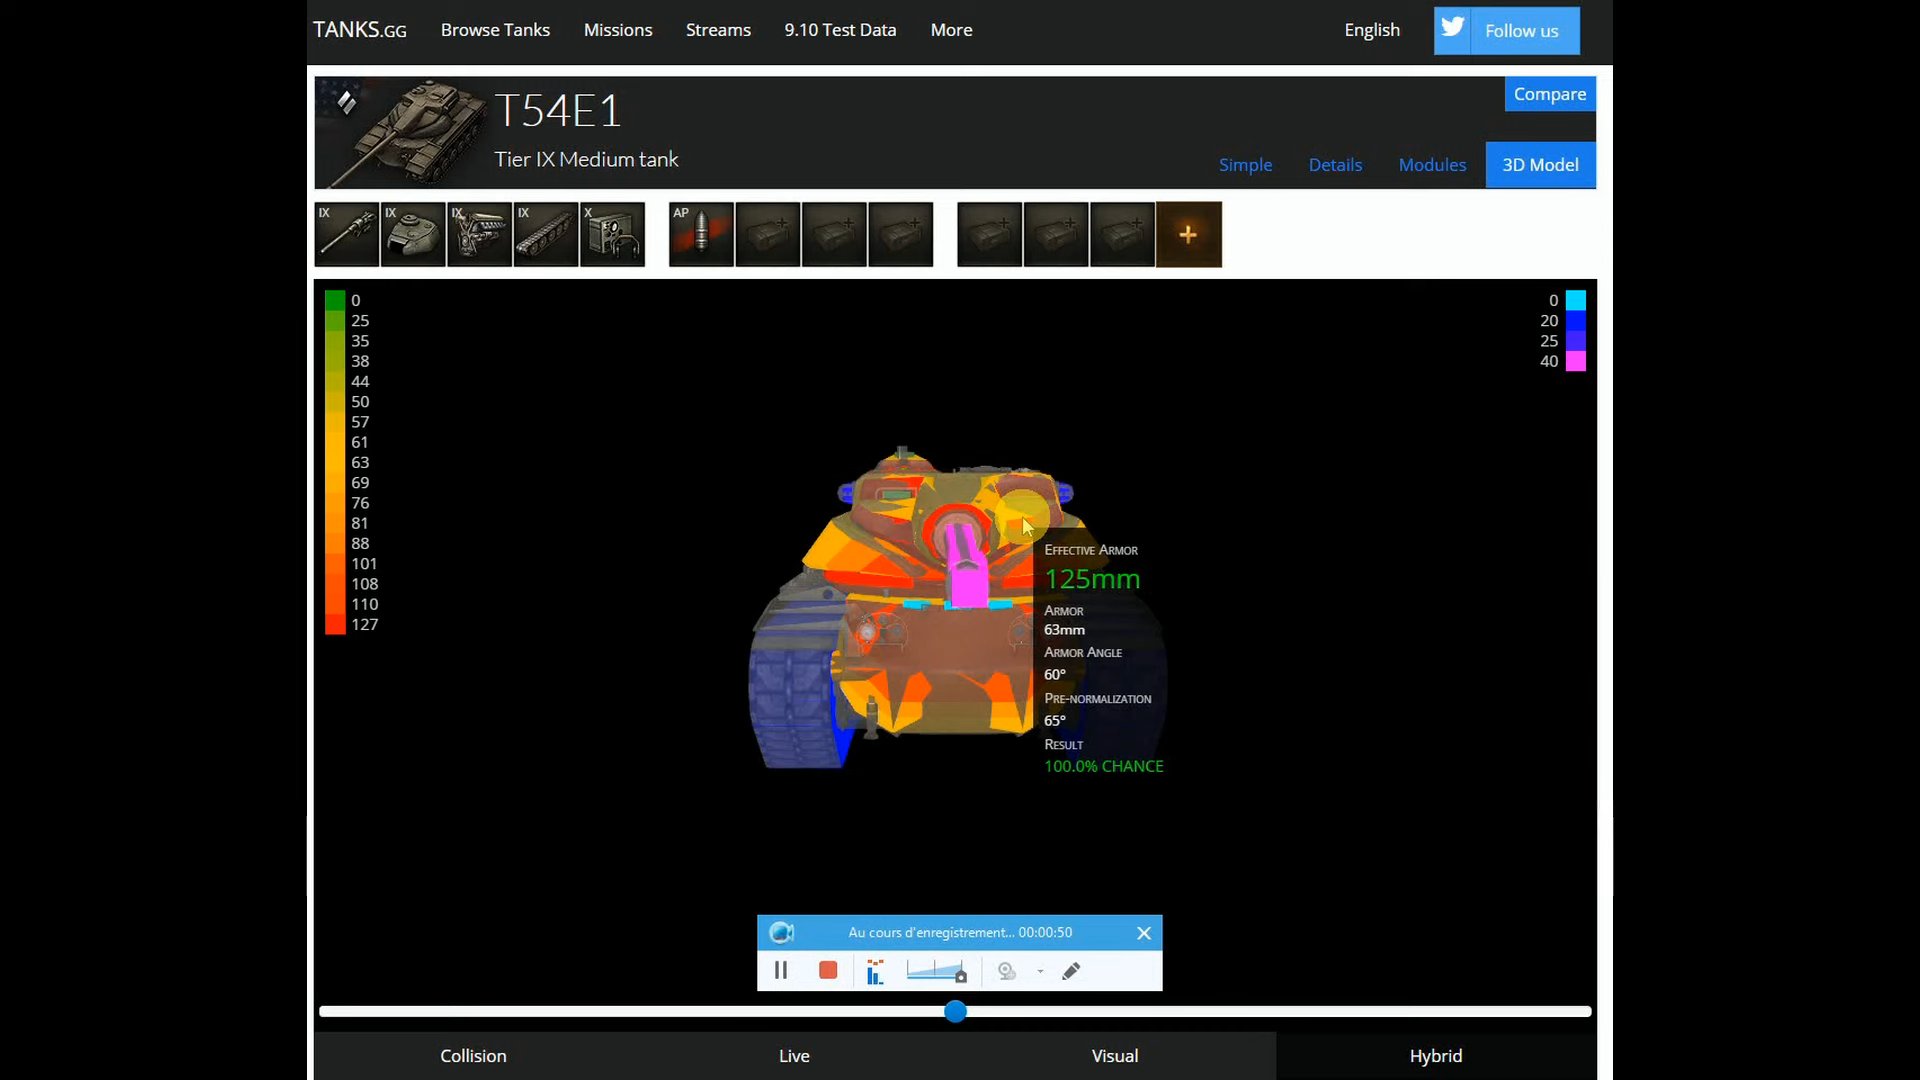 TANKS.GG Browse Tanks Missions Streams 9.10 Test Data More English Follow us
T54E1
Compare
Tier IX Medium tank
Simple Details Modules 3D Model
IX IX IX IX X AP
0
25
35
38
44
50
57
61
63
69
76
81
88
101
108
110
127
0
20
25
40
EFFECTIVE ARMOR
125mm
ARMOR
63mm
ARMOR ANGLE
60°
PRE-NORMALIZATION
65°
RESULT
100.0% CHANCE
Au cours d'enregistrement... 00:00:50
Collision Live Visual Hybrid